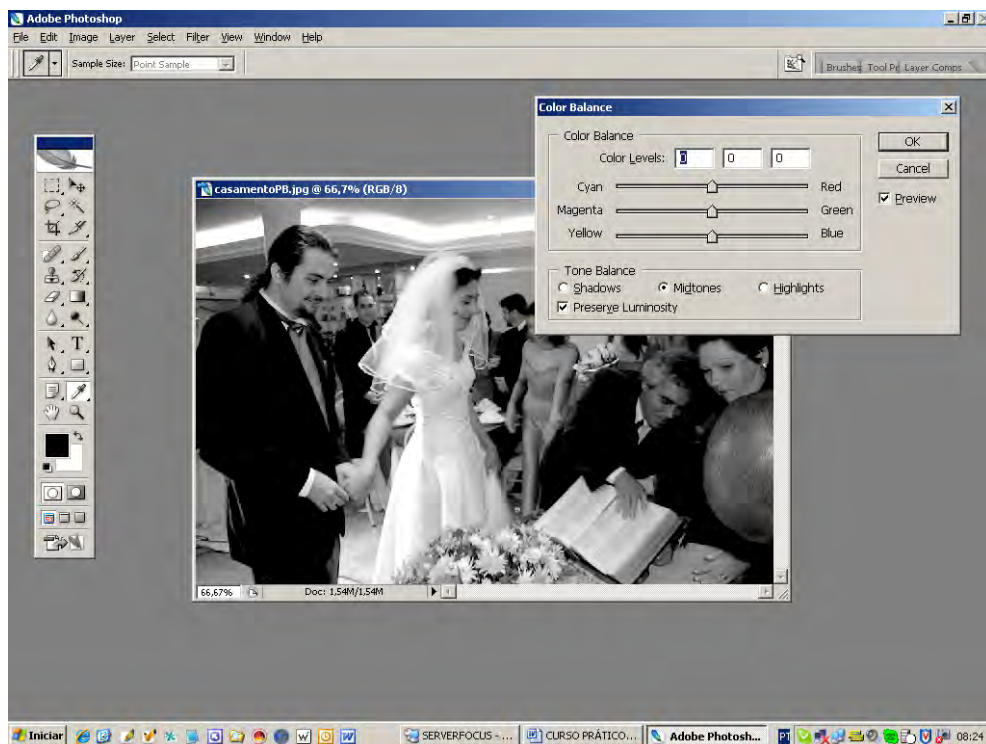 Adobe Photoshop
File Edit Image Layer Select Filter View Window Help
Sample Size: Point Sample
Brushes Tool Pr Layer Comps
Color Balance
Color Balance
Color Levels: 0 0 0
OK
Cancel
Preview
Cyan Red
Magenta Green
Yellow Blue
Tone Balance
Shadows Midtones Highlights
Preserve Luminosity
casamentoPB.jpg @ 66,7% (RGB/8)
T
66,67% Doc: 1,54M/1,54M
Iniciar SERVERFOCUS - ... CURSO PRÁTICO... Adobe Photosh... PT 08:24